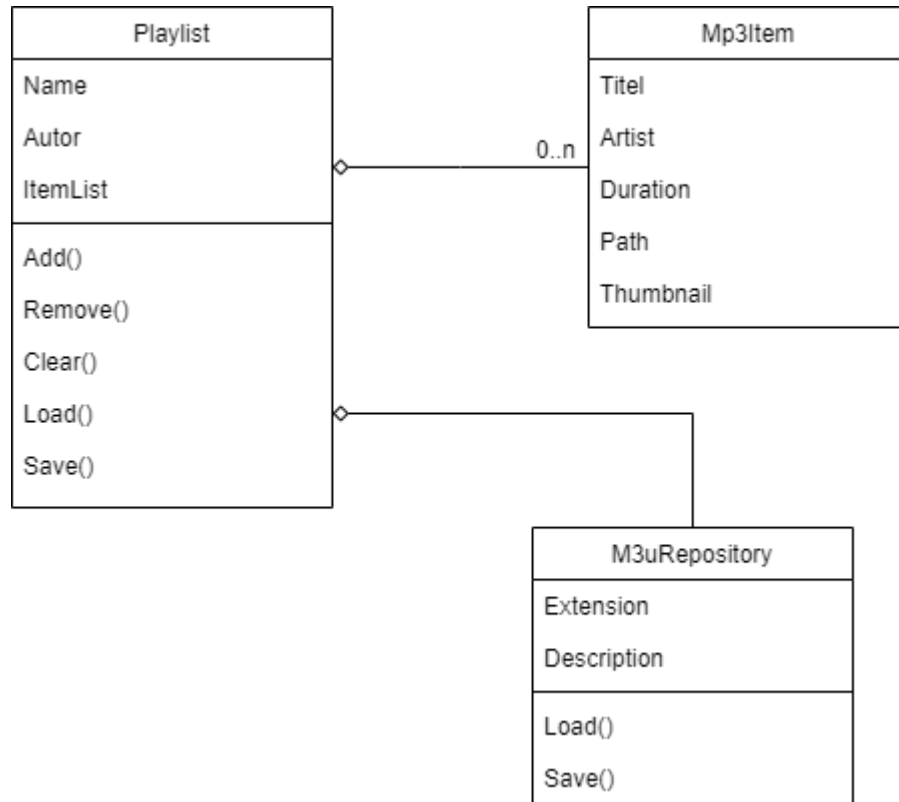 Playlist
Name
Autor
ItemList
Add()
Remove()
Clear()
Load()
Save()
0..n
Mp3Item
Titel
Artist
Duration
Path
Thumbnail
M3uRepository
Extension
Description
Load()
Save()